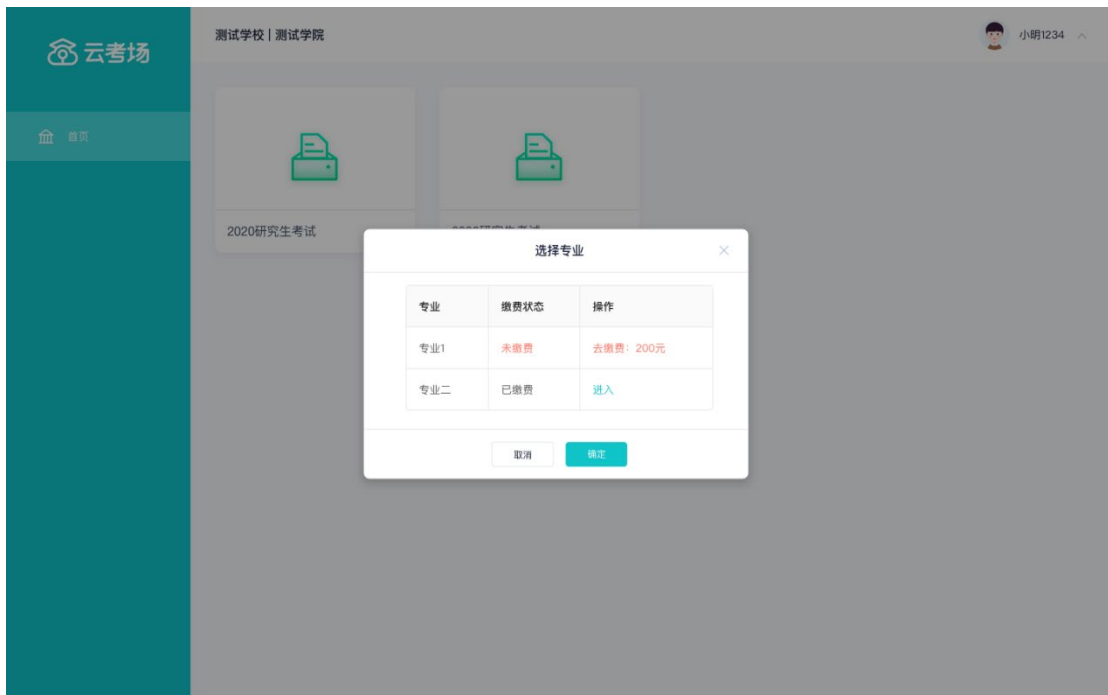 云考场
测试学校 | 测试学院
小明1234
首页
2020研究生考试
选择专业
专业 缴费状态 操作
专业1 未缴费 去缴费：200元
专业二 已缴费 进入
取消 确定